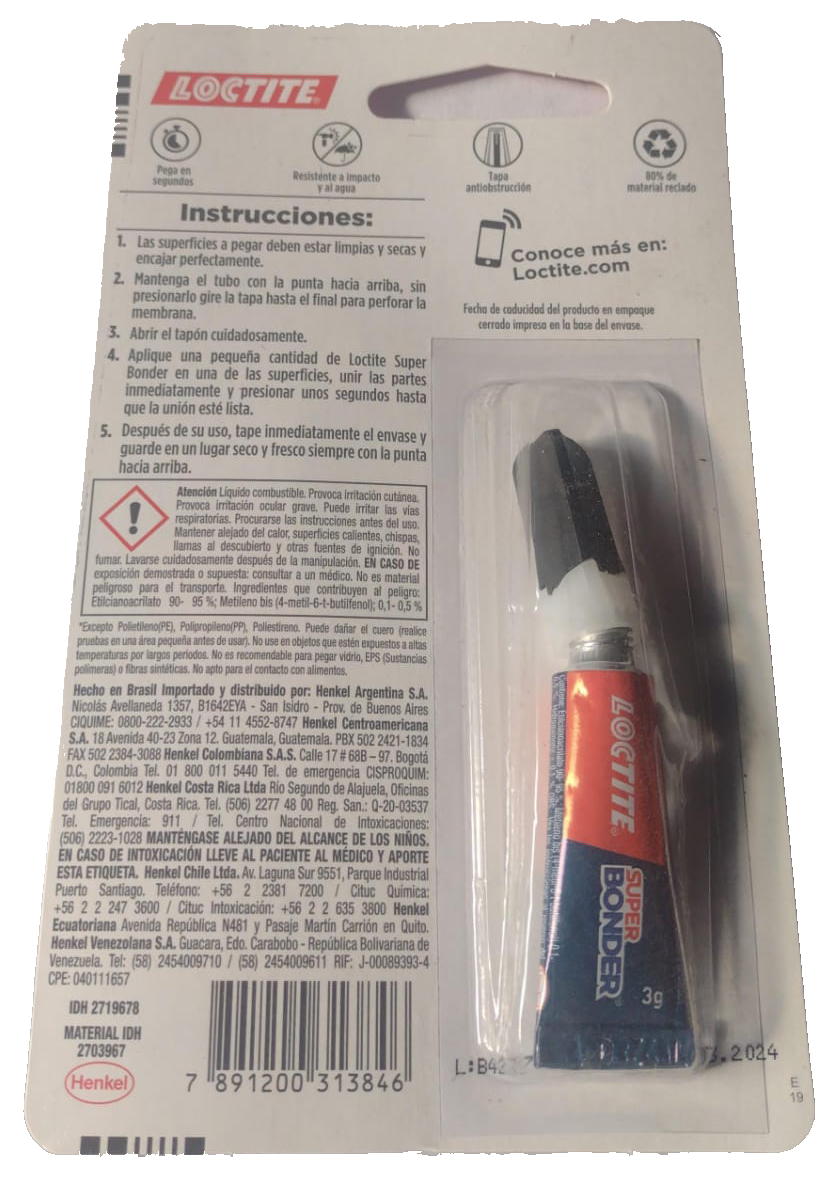 LOCTITE
Pega en
segundos
Resistente a impacto
y al agua
Tapa
antiobstrucción
80% de
material reclado
Instrucciones:
1. Las superficies a pegar deben estar limpias y secas y
encajar perfectamente.
2. Mantenga el tubo con la punta hacia arriba, sin
presionarlo gire la tapa hasta el final para perforar la
membrana.
3. Abrir el tapón cuidadosamente.
4. Aplique una pequeña cantidad de Loctite Super
Bonder en una de las superficies, unir las partes
inmediatamente y presionar unos segundos hasta
que la unión esté lista.
5. Después de su uso, tape inmediatamente el envase y
guarde en un lugar seco y fresco siempre con la punta
hacia arriba.
Conoce más en:
Loctite.com
Fecha de caducidad del producto en empaque
cerrado impresa en la base del envase.
Atención Líquido combustible. Provoca irritación cutánea.
Provoca irritación ocular grave. Puede irritar las vías
respiratorias. Procurarse las instrucciones antes del uso.
Mantener alejado del calor, superficies calientes, chispas,
llamas al descubierto y otras fuentes de ignición. No
fumar. Lavarse cuidadosamente después de la manipulación. EN CASO DE
exposición demostrada o supuesta: consultar a un médico. No es material
peligroso para el transporte. Ingredientes que contribuyen al peligro:
Etilcianoacrilato 90- 95 %; Metileno bis (4-metil-6-t-butilfenol); 0,1- 0,5 %
*Excepto Polietileno(PE), Polipropileno(PP), Poliestireno. Puede dañar el cuero (realice
pruebas en una área pequeña antes de usar). No use en objetos que estén expuestos a altas
temperaturas por largos periodos. No es recomendable para pegar vidrio, EPS (Sustancias
polímeras) o fibras sintéticas. No apto para el contacto con alimentos.
Hecho en Brasil Importado y distribuido por: Henkel Argentina S.A.
Nicolás Avellaneda 1357, B1642EYA - San Isidro - Prov. de Buenos Aires
CIQUIME: 0800-222-2933 / +54 11 4552-8747 Henkel Centroamericana
S.A. 18 Avenida 40-23 Zona 12. Guatemala, Guatemala. PBX 502 2421-1834
FAX 502 2384-3088 Henkel Colombiana S.A.S. Calle 17 # 68B – 97. Bogotá
D.C., Colombia Tel. 01 800 011 5440 Tel. de emergencia CISPROQUIM:
01800 091 6012 Henkel Costa Rica Ltda Río Segundo de Alajuela, Oficinas
del Grupo Tical, Costa Rica. Tel. (506) 2277 48 00 Reg. San.: Q-20-03537
Tel. Emergencia: 911 / Tel. Centro Nacional de Intoxicaciones:
(506) 2223-1028 MANTÉNGASE ALEJADO DEL ALCANCE DE LOS NIÑOS.
EN CASO DE INTOXICACIÓN LLEVE AL PACIENTE AL MÉDICO Y APORTE
ESTA ETIQUETA. Henkel Chile Ltda. Av. Laguna Sur 9551, Parque Industrial
Puerto Santiago. Teléfono: +56 2 2381 7200 / Cituc Quimica:
+56 2 2 247 3600 / Cituc Intoxicación: +56 2 2 635 3800 Henkel
Ecuatoriana Avenida República N481 y Pasaje Martín Carrión en Quito.
Henkel Venezolana S.A. Guacara, Edo. Carabobo - República Bolivariana de
Venezuela. Tel: (58) 2454009710 / (58) 2454009611 RIF: J-00089393-4
CPE: 040111657
IDH 2719678
MATERIAL IDH
2703967
Henkel
7 891200 313846
LOCTITE
SUPER
BONDER
3g
.2024
E
19